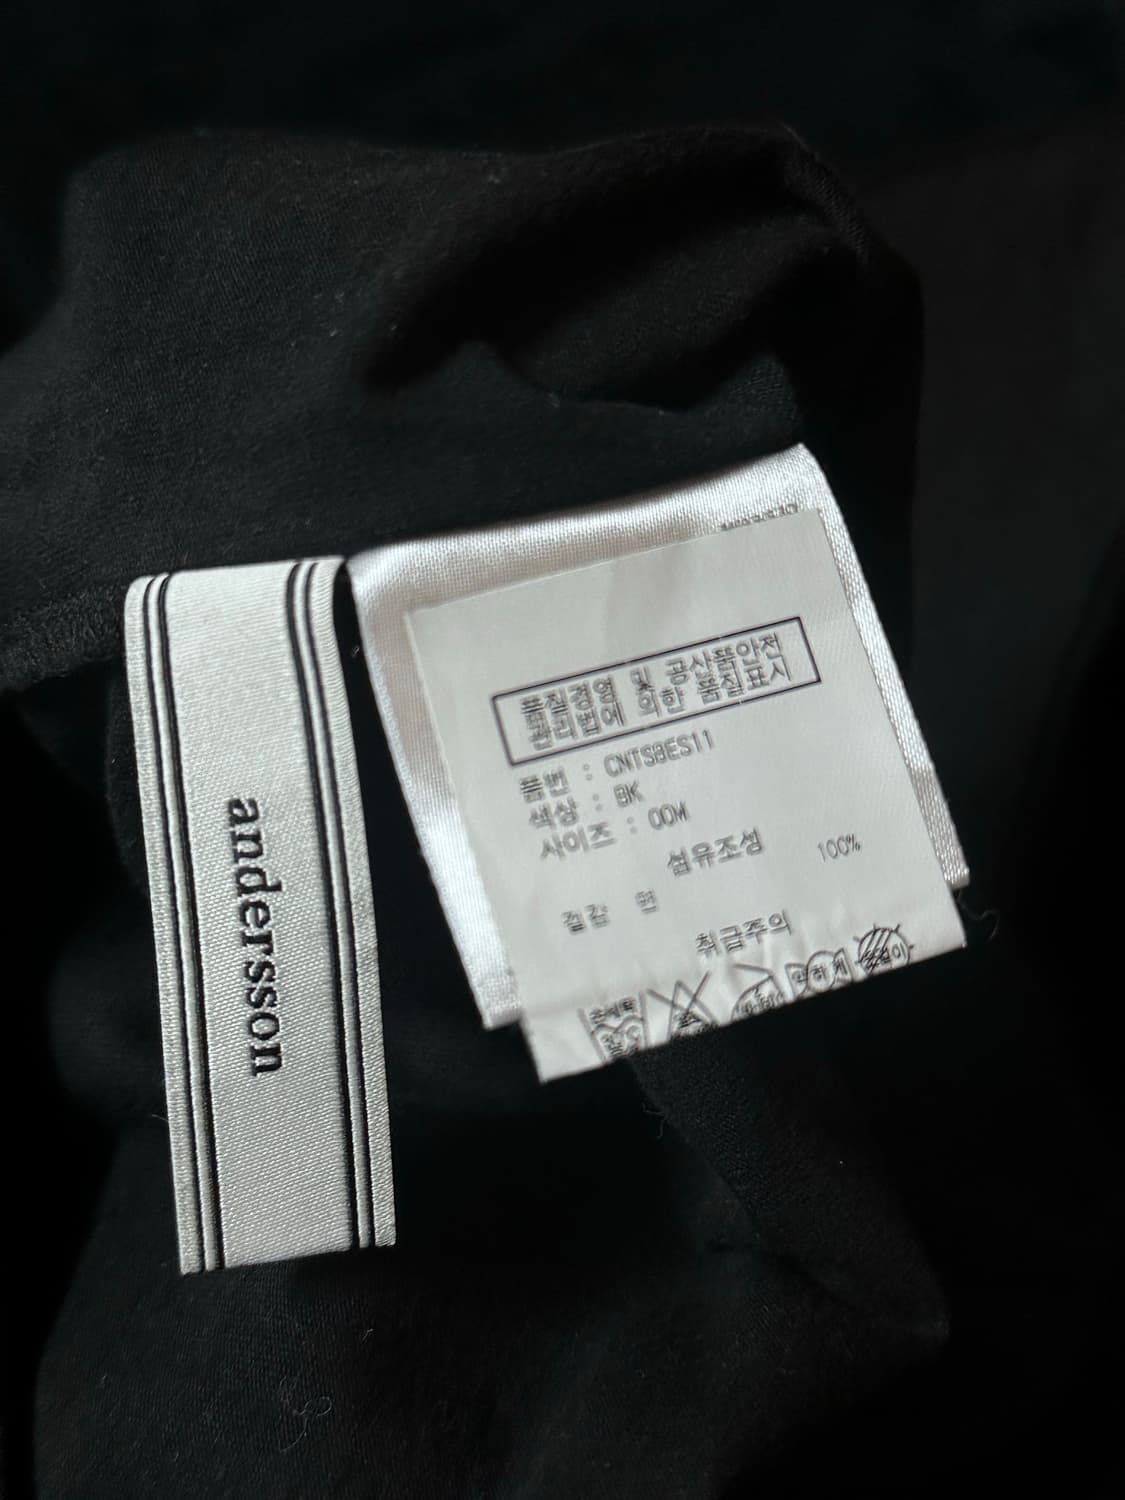 andersson
품질경영 및 공산품안전
관리법에 의한 품질표시
품번 : CNTSBES11
색상 : BK
사이즈 : 00M
섬유조성
겉감 면 100%
취급주의